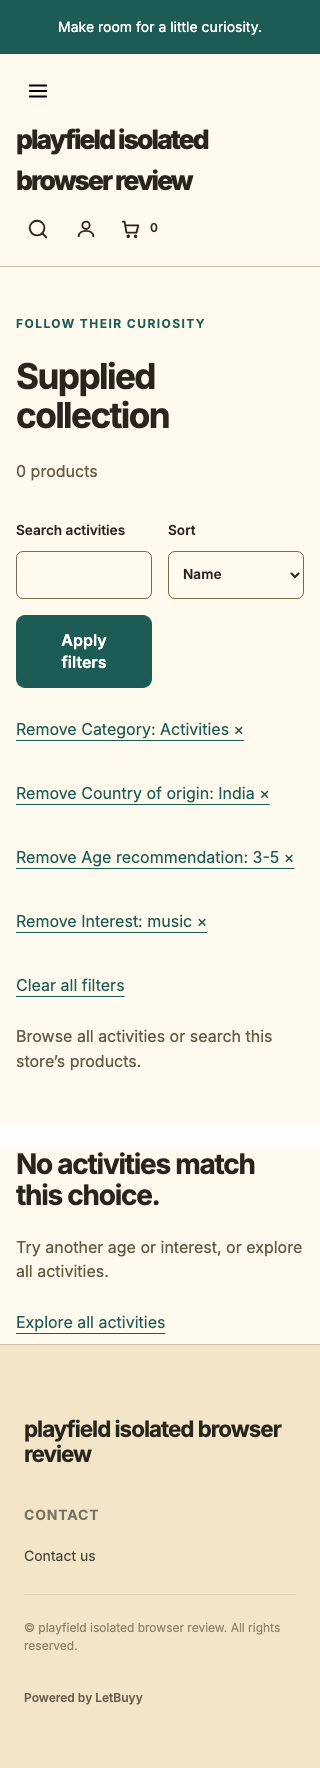 Make room for a little curiosity.
playfield isolated
browser review
0
FOLLOW THEIR CURIOSITY
Supplied
collection
0 products
Search activities
Sort
Name
Apply
filters
Remove Category: Activities ×
Remove Country of origin: India ×
Remove Age recommendation: 3-5 ×
Remove Interest: music ×
Clear all filters
Browse all activities or search this
store’s products.
No activities match
this choice.
Try another age or interest, or explore
all activities.
Explore all activities
playfield isolated browser
review
CONTACT
Contact us
© playfield isolated browser review. All rights
reserved.
Powered by LetBuyy